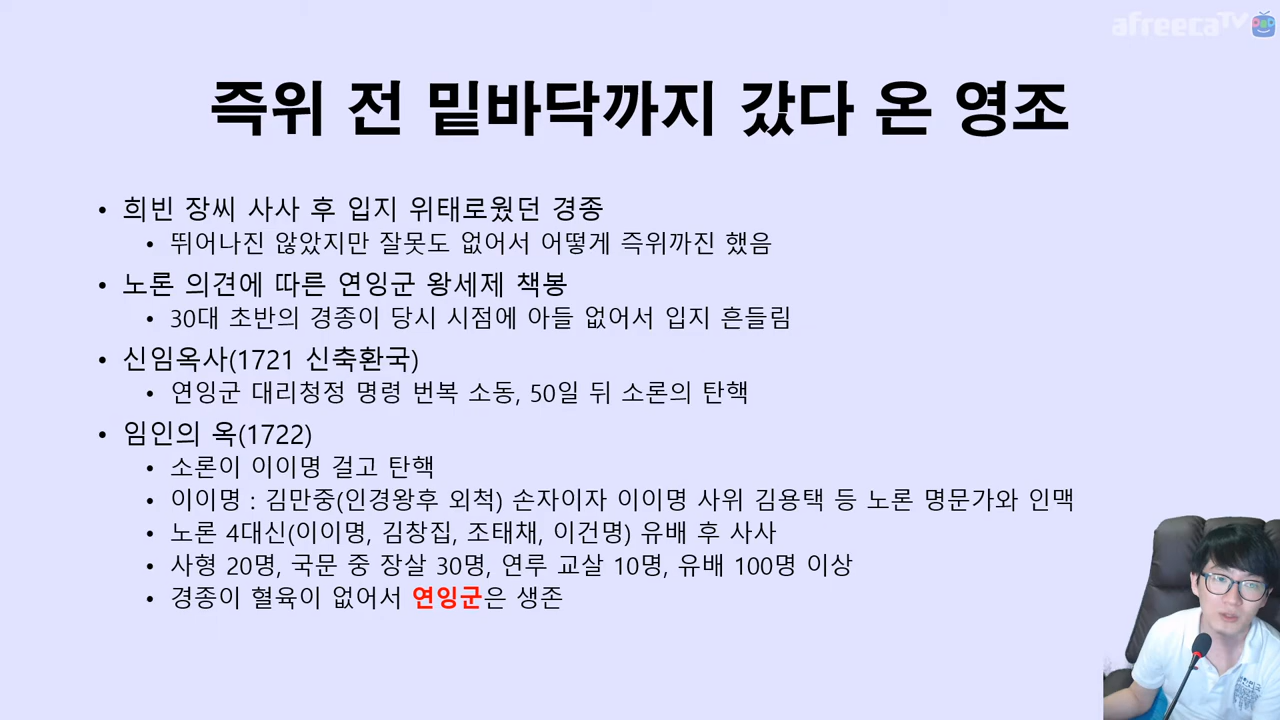 afreecaTV
즉위 전 밑바닥까지 갔다 온 영조
• 희빈 장씨 사사 후 입지 위태로웠던 경종
• 뛰어나진 않았지만 잘못도 없어서 어떻게 즉위까진 했음
• 노론 의견에 따른 연잉군 왕세제 책봉
• 30대 초반의 경종이 당시 시점에 아들 없어서 입지 흔들림
• 신임옥사(1721 신축환국)
• 연잉군 대리청정 명령 번복 소동, 50일 뒤 소론의 탄핵
• 임인의 옥(1722)
• 소론이 이이명 걸고 탄핵
• 이이명 : 김만중(인경왕후 외척) 손자이자 이이명 사위 김용택 등 노론 명문가와 인맥
• 노론 4대신(이이명, 김창집, 조태채, 이건명) 유배 후 사사
• 사형 20명, 국문 중 장살 30명, 연루 교살 10명, 유배 100명 이상
• 경종이 혈육이 없어서 연잉군은 생존